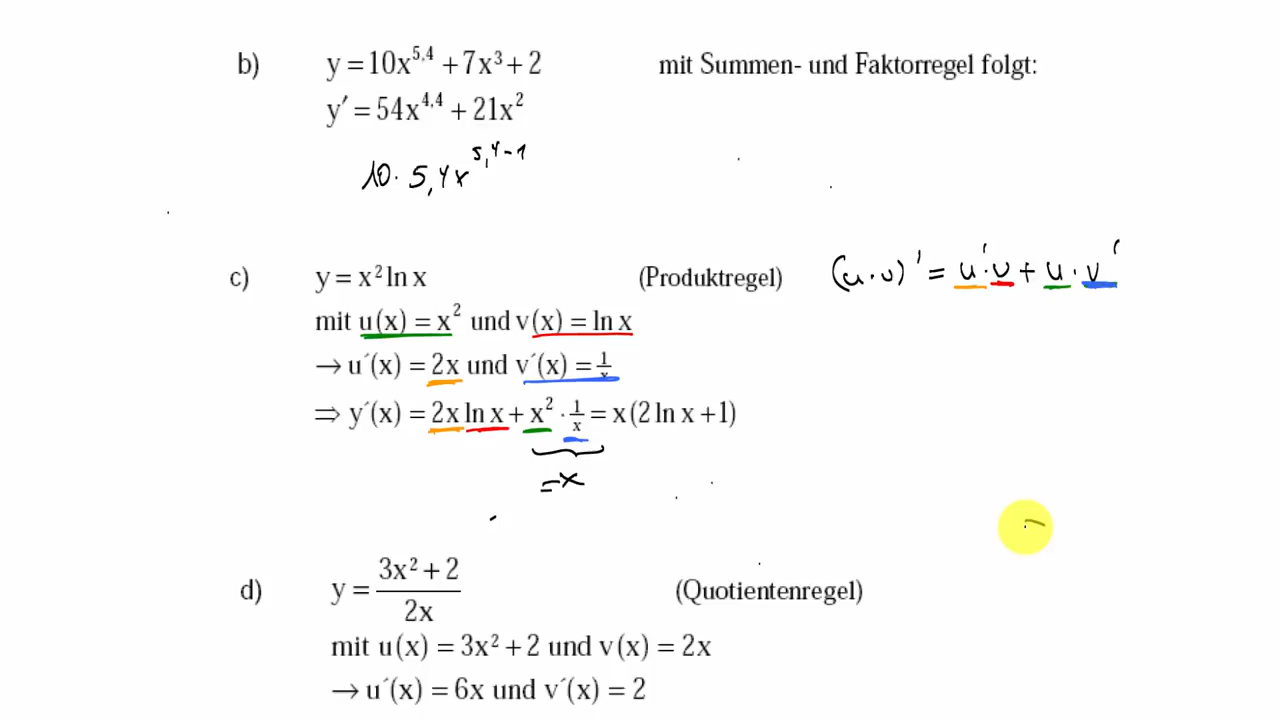 b) y = 10x^5,4 + 7x³ + 2 mit Summen- und Faktorregel folgt:
y′ = 54x^4,4 + 21x²
10 · 5,4x^5,4-1
c) y = x² ln x (Produktregel) (u · v)′ = u′ · v + u · v′
mit u(x) = x² und v(x) = ln x
→ u´(x) = 2x und v´(x) = 1/x
⇒ y´(x) = 2x ln x + x² · 1/x = x(2 ln x + 1)
= x
d) y = (3x² + 2)/(2x) (Quotientenregel)
mit u(x) = 3x² + 2 und v(x) = 2x
→ u´(x) = 6x und v´(x) = 2